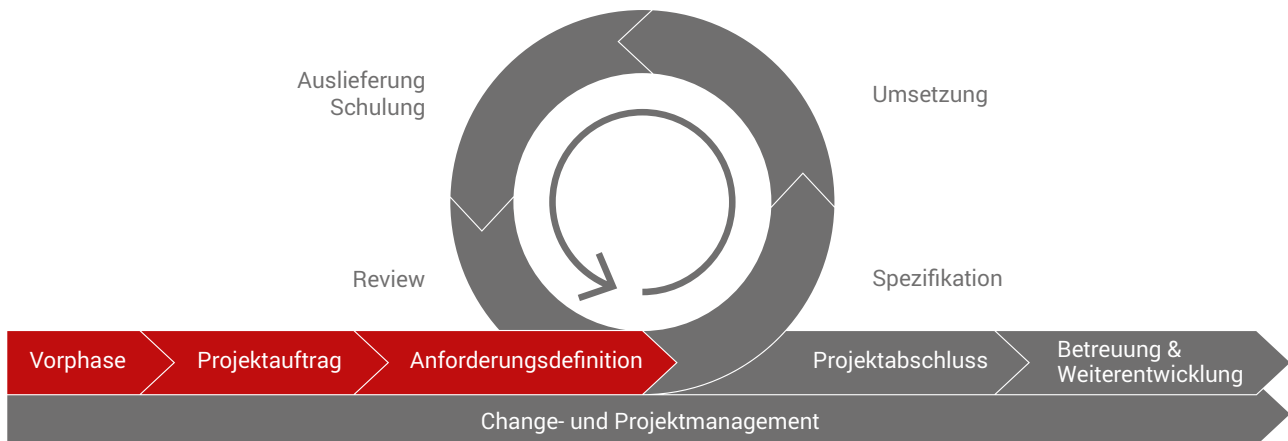 Auslieferung
Schulung
Umsetzung
Review
Spezifikation
Vorphase
Projektauftrag
Anforderungsdefinition
Projektabschluss
Betreuung &
Weiterentwicklung
Change- und Projektmanagement